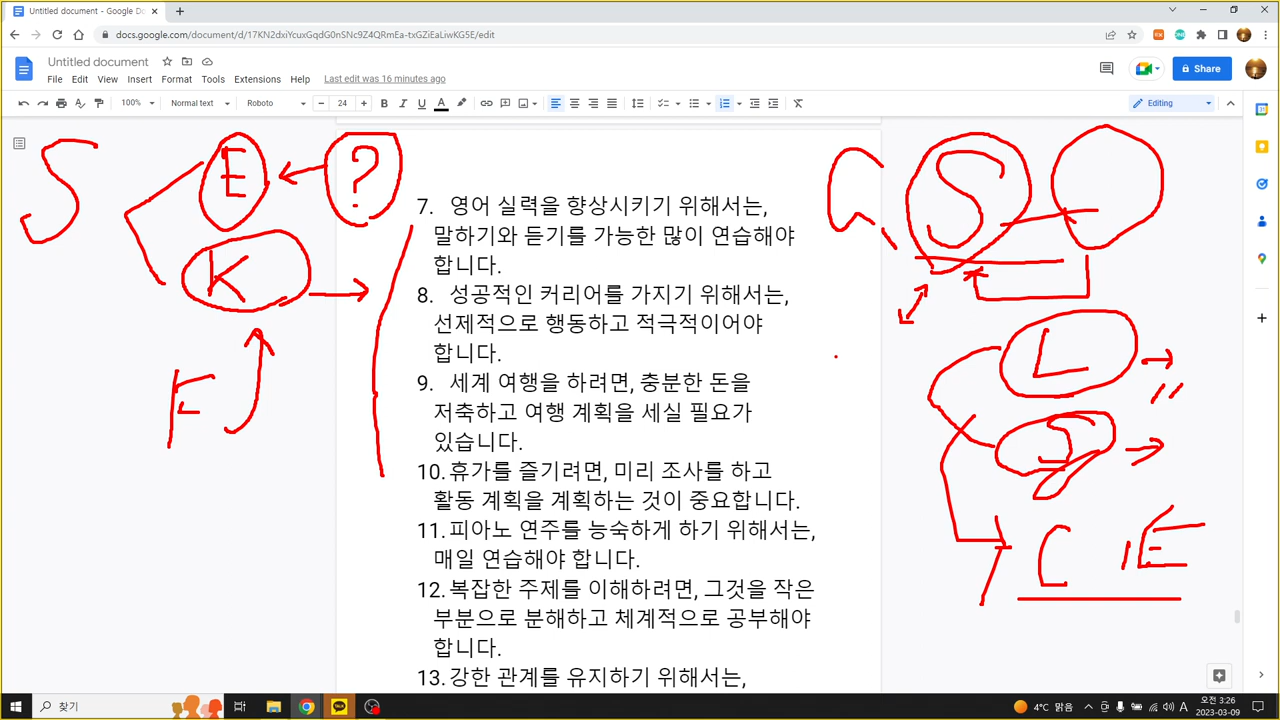 Untitled document - Google Do
docs.google.com/document/d/17KN2dxiYcuxGqdG0nSNc9Z4QRmEa-txGZiEaLiwKG5E/edit
Untitled document
File Edit View Insert Format Tools Extensions Help Last edit was 16 minutes ago
Share
100% Normal text Roboto 24 B I U A Editing
S E ? S
K
E
L
C E
7. 영어 실력을 향상시키기 위해서는,
말하기와 듣기를 가능한 많이 연습해야
합니다.
8. 성공적인 커리어를 가지기 위해서는,
선제적으로 행동하고 적극적이어야
합니다.
9. 세계 여행을 하려면, 충분한 돈을
저축하고 여행 계획을 세실 필요가
있습니다.
10. 휴가를 즐기려면, 미리 조사를 하고
활동 계획을 계획하는 것이 중요합니다.
11. 피아노 연주를 능숙하게 하기 위해서는,
매일 연습해야 합니다.
12. 복잡한 주제를 이해하려면, 그것을 작은
부분으로 분해하고 체계적으로 공부해야
합니다.
13. 강한 관계를 유지하기 위해서는,
찾기
4℃ 맑음
A
오전 3:26
2023-03-09